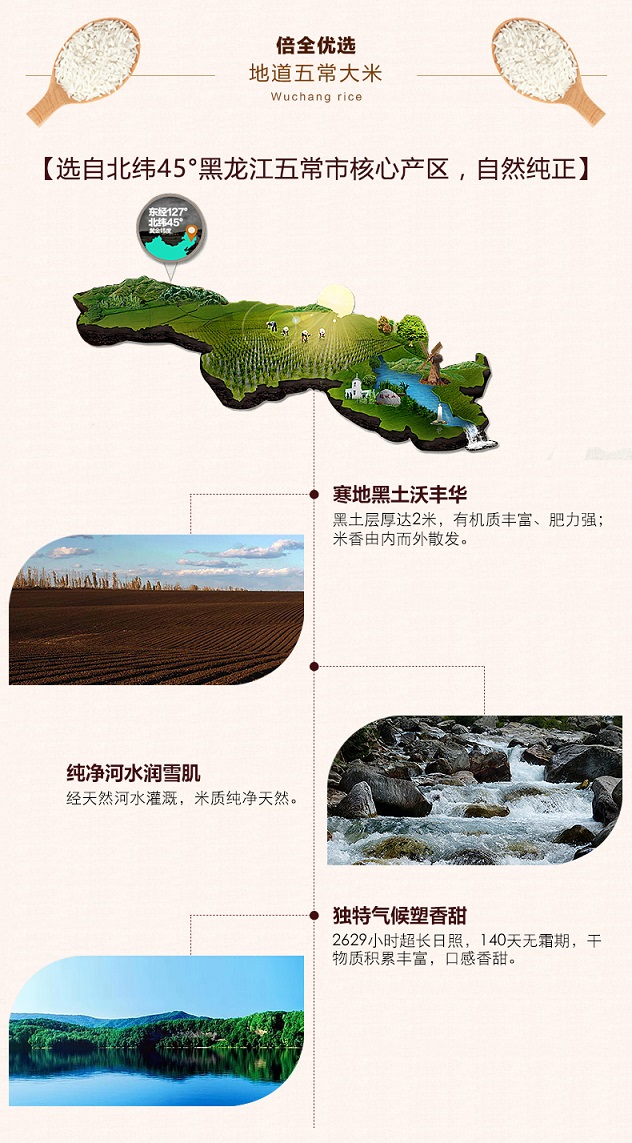 倍全优选
地道五常大米
Wuchang rice
【选自北纬45°黑龙江五常市核心产区，自然纯正】
东经127°
北纬45°
黄金纬度
寒地黑土沃丰华
黑土层厚达2米，有机质丰富、肥力强；
米香由内而外散发。
纯净河水润雪肌
经天然河水灌溉，米质纯净天然。
独特气候塑香甜
2629小时超长日照，140天无霜期，干
物质积累丰富，口感香甜。